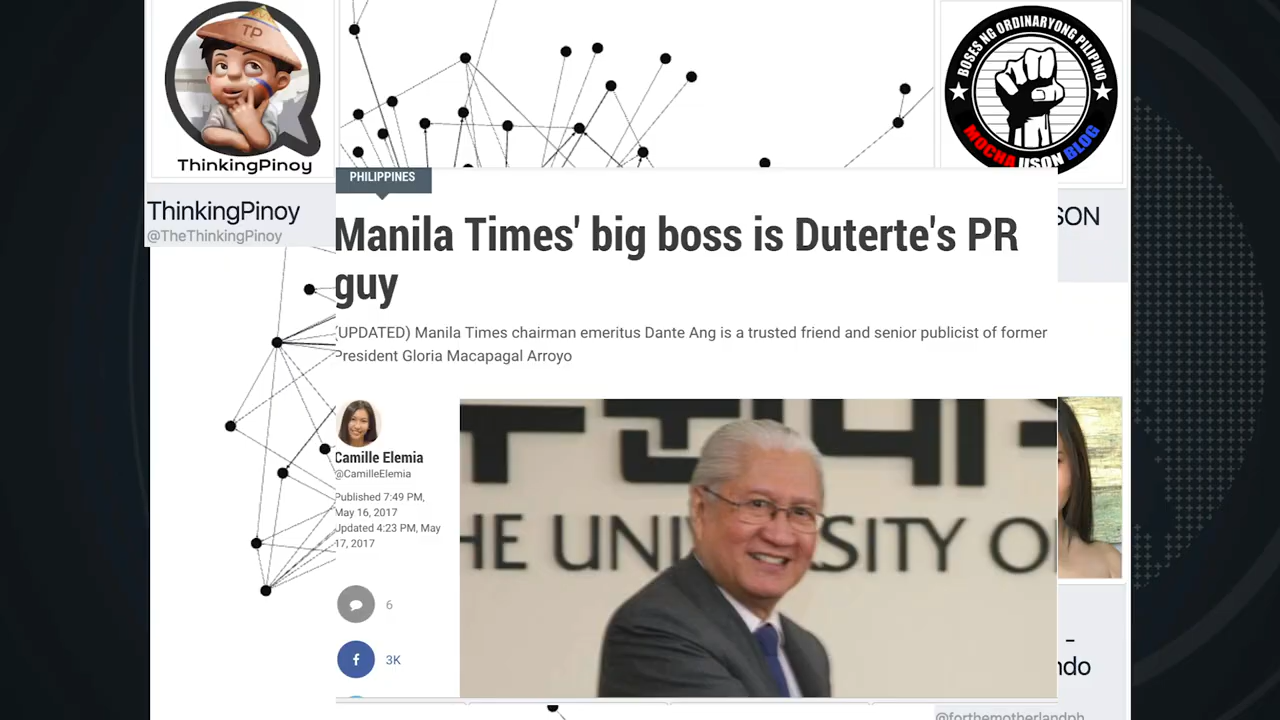 TP
ThinkingPinoy
ThinkingPinoy
@TheThinkingPinoy
BOSES NG ORDINARYONG PILIPINO
MOCHA USON BLOG
SON
PHILIPPINES
Manila Times' big boss is Duterte's PR
guy
(UPDATED) Manila Times chairman emeritus Dante Ang is a trusted friend and senior publicist of former
President Gloria Macapagal Arroyo
Camille Elemia
@CamilleElemia
Published 7:49 PM,
May 16, 2017
Updated 4:23 PM, May
17, 2017
6
3K
HE UNIVERSITY O
-
ndo
@forthemotherlandph